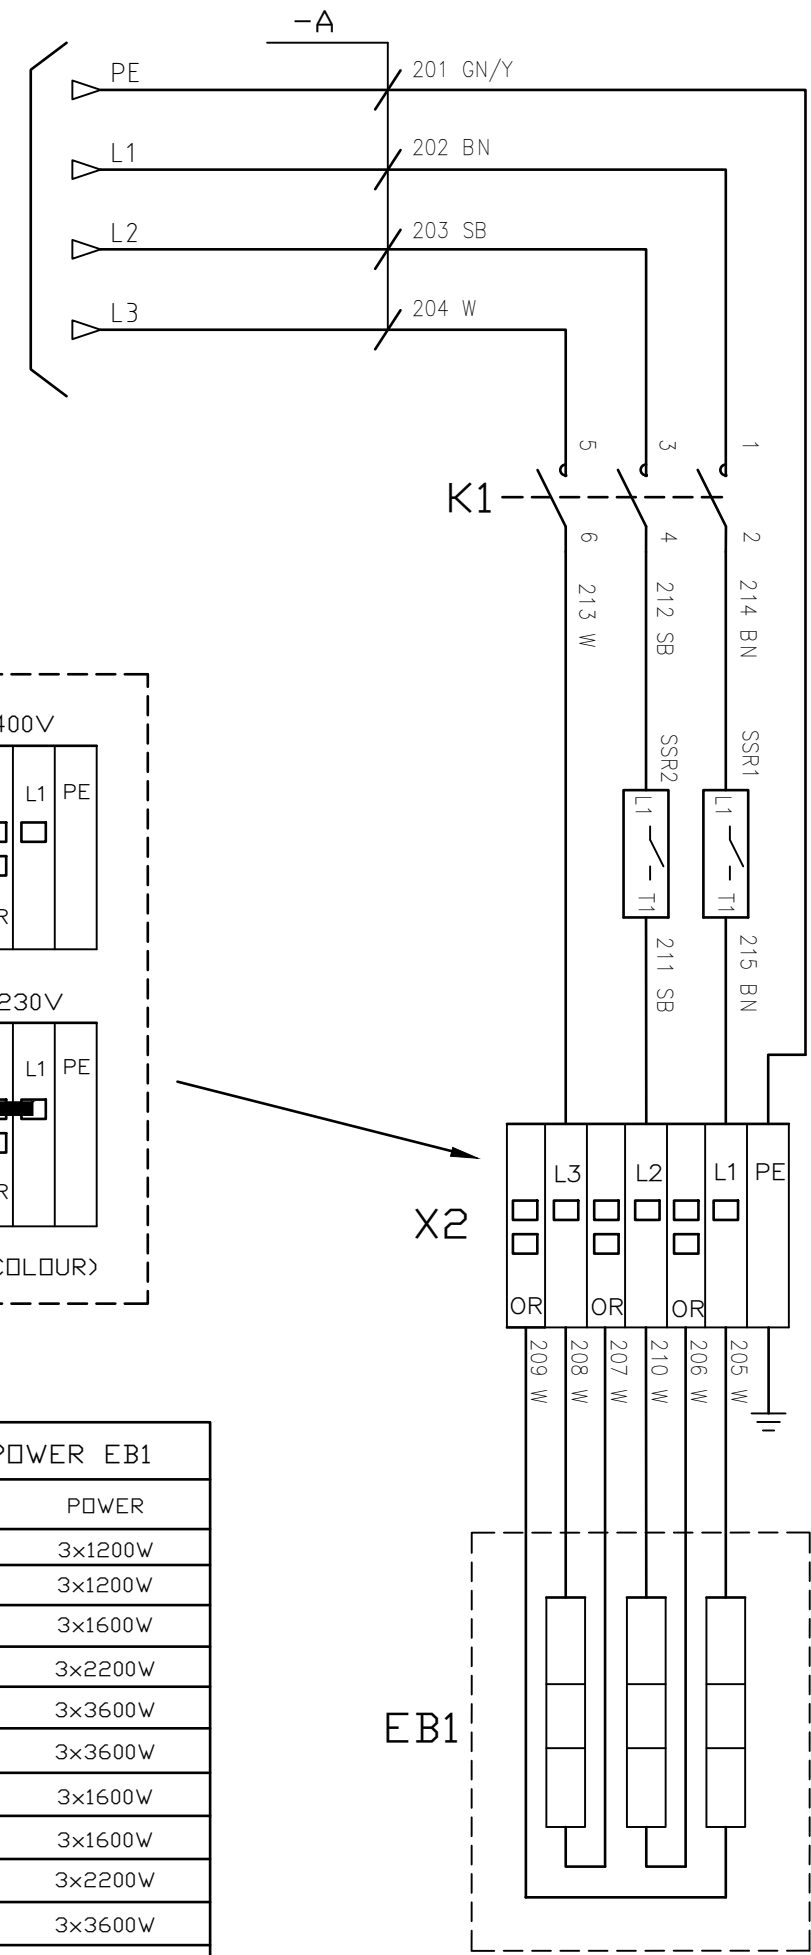 -A
PE
201 GN/Y
L1
202 BN
L2
203 SB
L3
204 W
5
3
1
K1
6
4
2
213 W
212 SB
214 BN
SSR2
SSR1
L1
T1
L1
T1
211 SB
215 BN
400V
L1
PE
R
230V
L1
PE
R
COLOUR)
X2
L3
L2
L1
PE
OR
OR
OR
209 W
208 W
207 W
210 W
206 W
205 W
POWER EB1
POWER
3x1200W
3x1200W
3x1600W
3x2200W
3x3600W
3x3600W
3x1600W
3x1600W
3x2200W
3x3600W
EB1